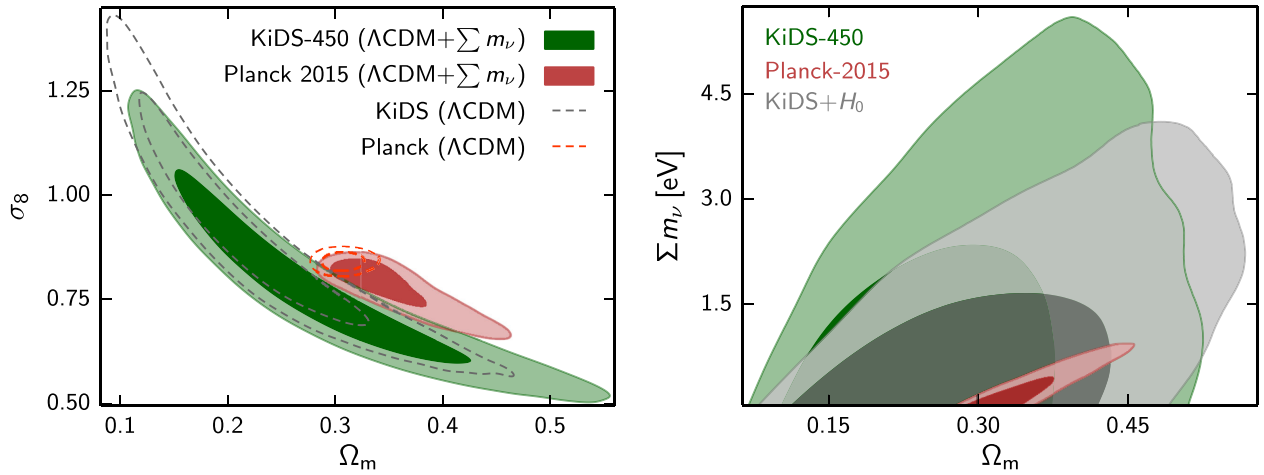 KiDS-450 (ΛCDM+∑ mν)
Planck 2015 (ΛCDM+∑ mν)
KiDS (ΛCDM)
Planck (ΛCDM)
1.25
1.00
0.75
0.50
σ8
0.1 0.2 0.3 0.4 0.5
Ωm
KiDS-450
Planck-2015
KiDS+H0
4.5
3.0
1.5
∑mν [eV]
0.15 0.30 0.45
Ωm